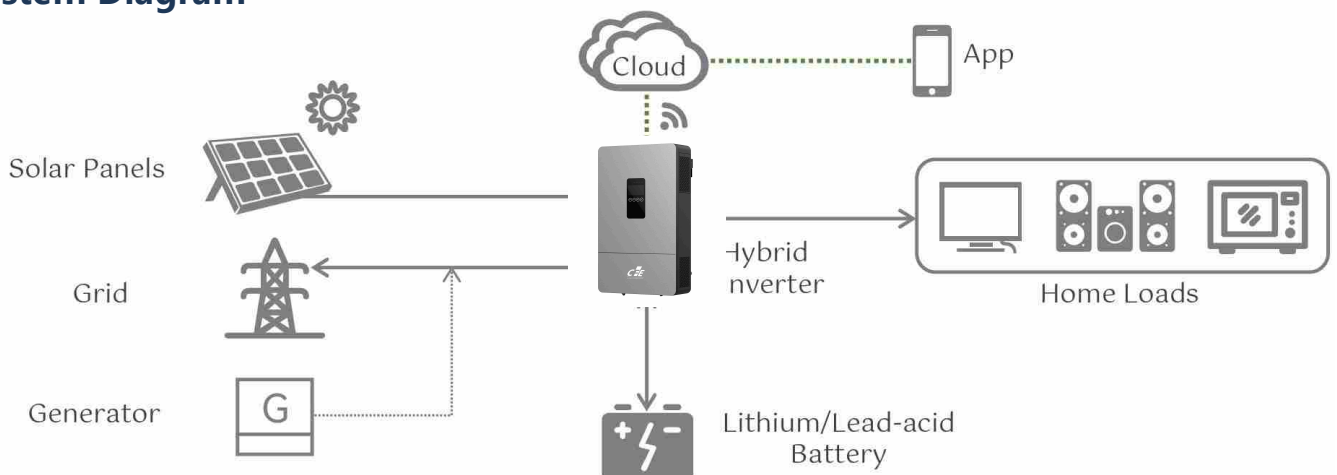 stem Diagram
Cloud
App
Solar Panels
Hybrid
nverter
Grid
Home Loads
Generator
G
Lithium/Lead-acid
Battery